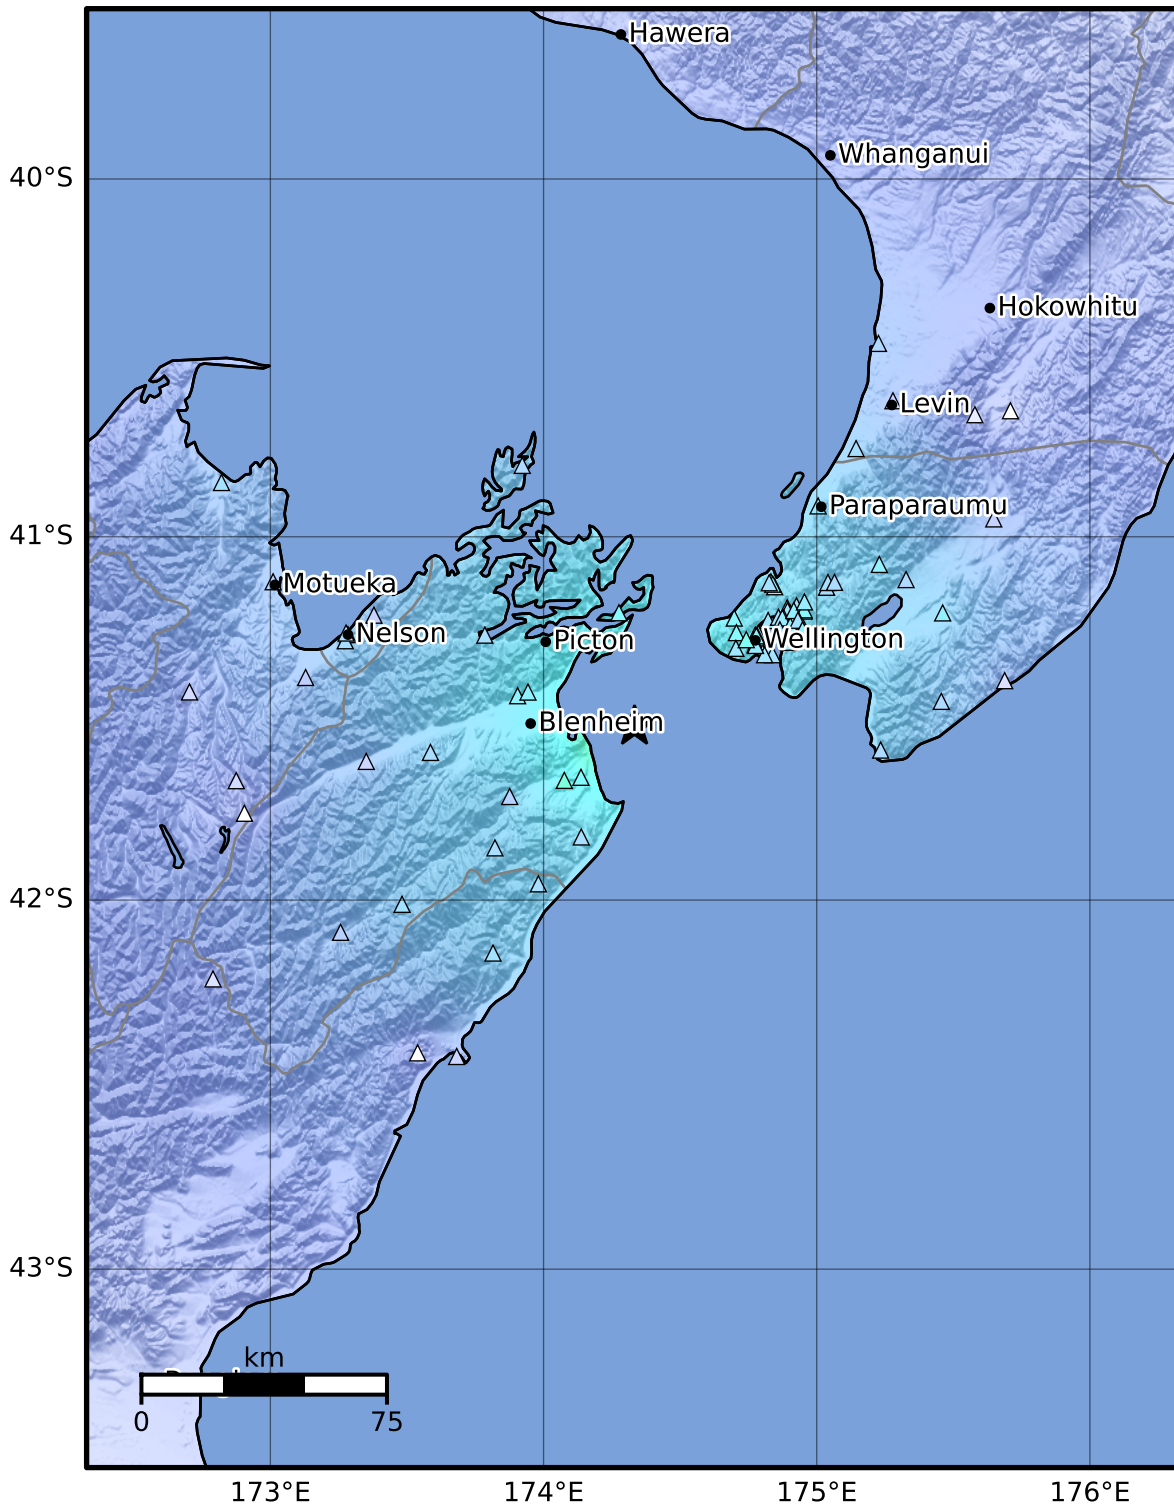 Hawera
Whanganui
40°S
Hokowhitu
Levin
Paraparaumu
41°S
Motueka
Nelson
Picton
Wellington
Blenheim
42°S
43°S
km
0
75
173°E
174°E
175°E
176°E